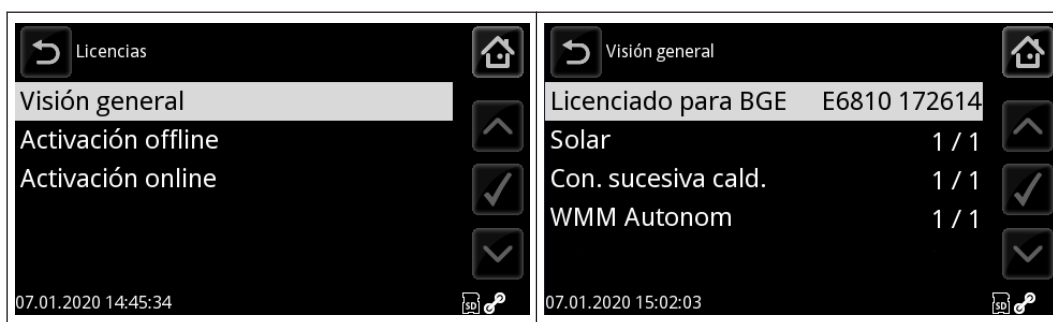 Licencias
Visión general
Activación offline
Activación online
07.01.2020 14:45:34
SD
Visión general
Licenciado para BGE E6810 172614
Solar 1 / 1
Con. sucesiva cald. 1 / 1
WMM Autonom 1 / 1
07.01.2020 15:02:03
SD